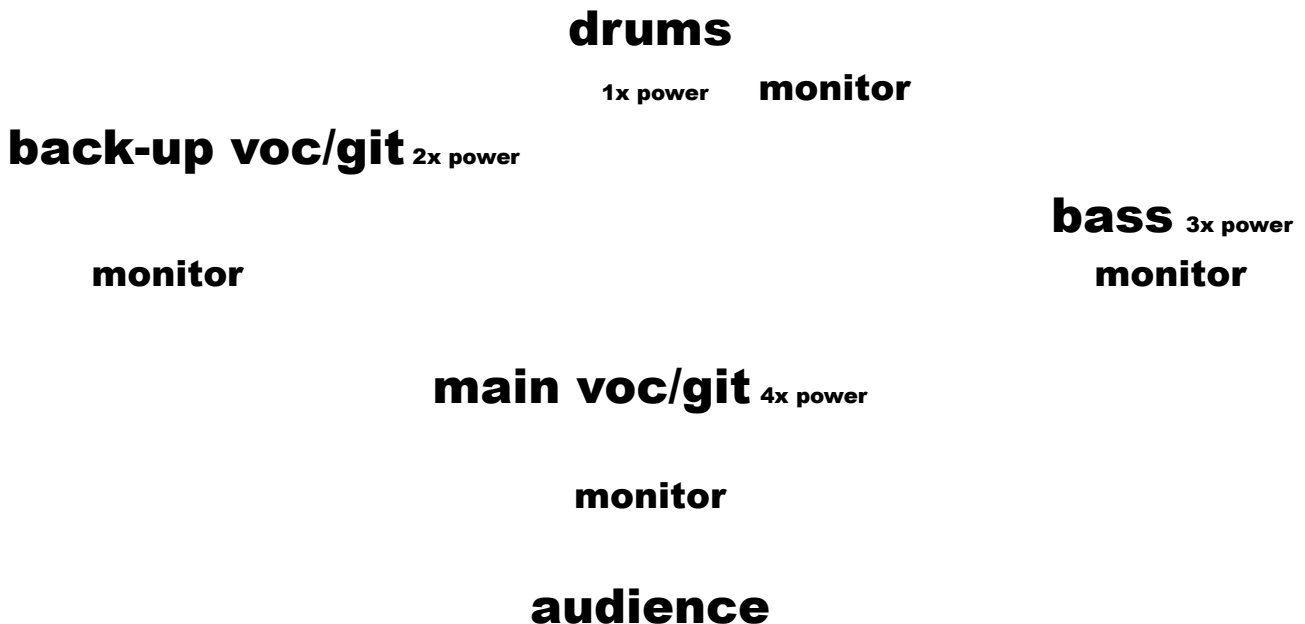 drums
1x power monitor
back-up voc/git 2x power
bass 3x power
monitor monitor
main voc/git 4x power
monitor
audience